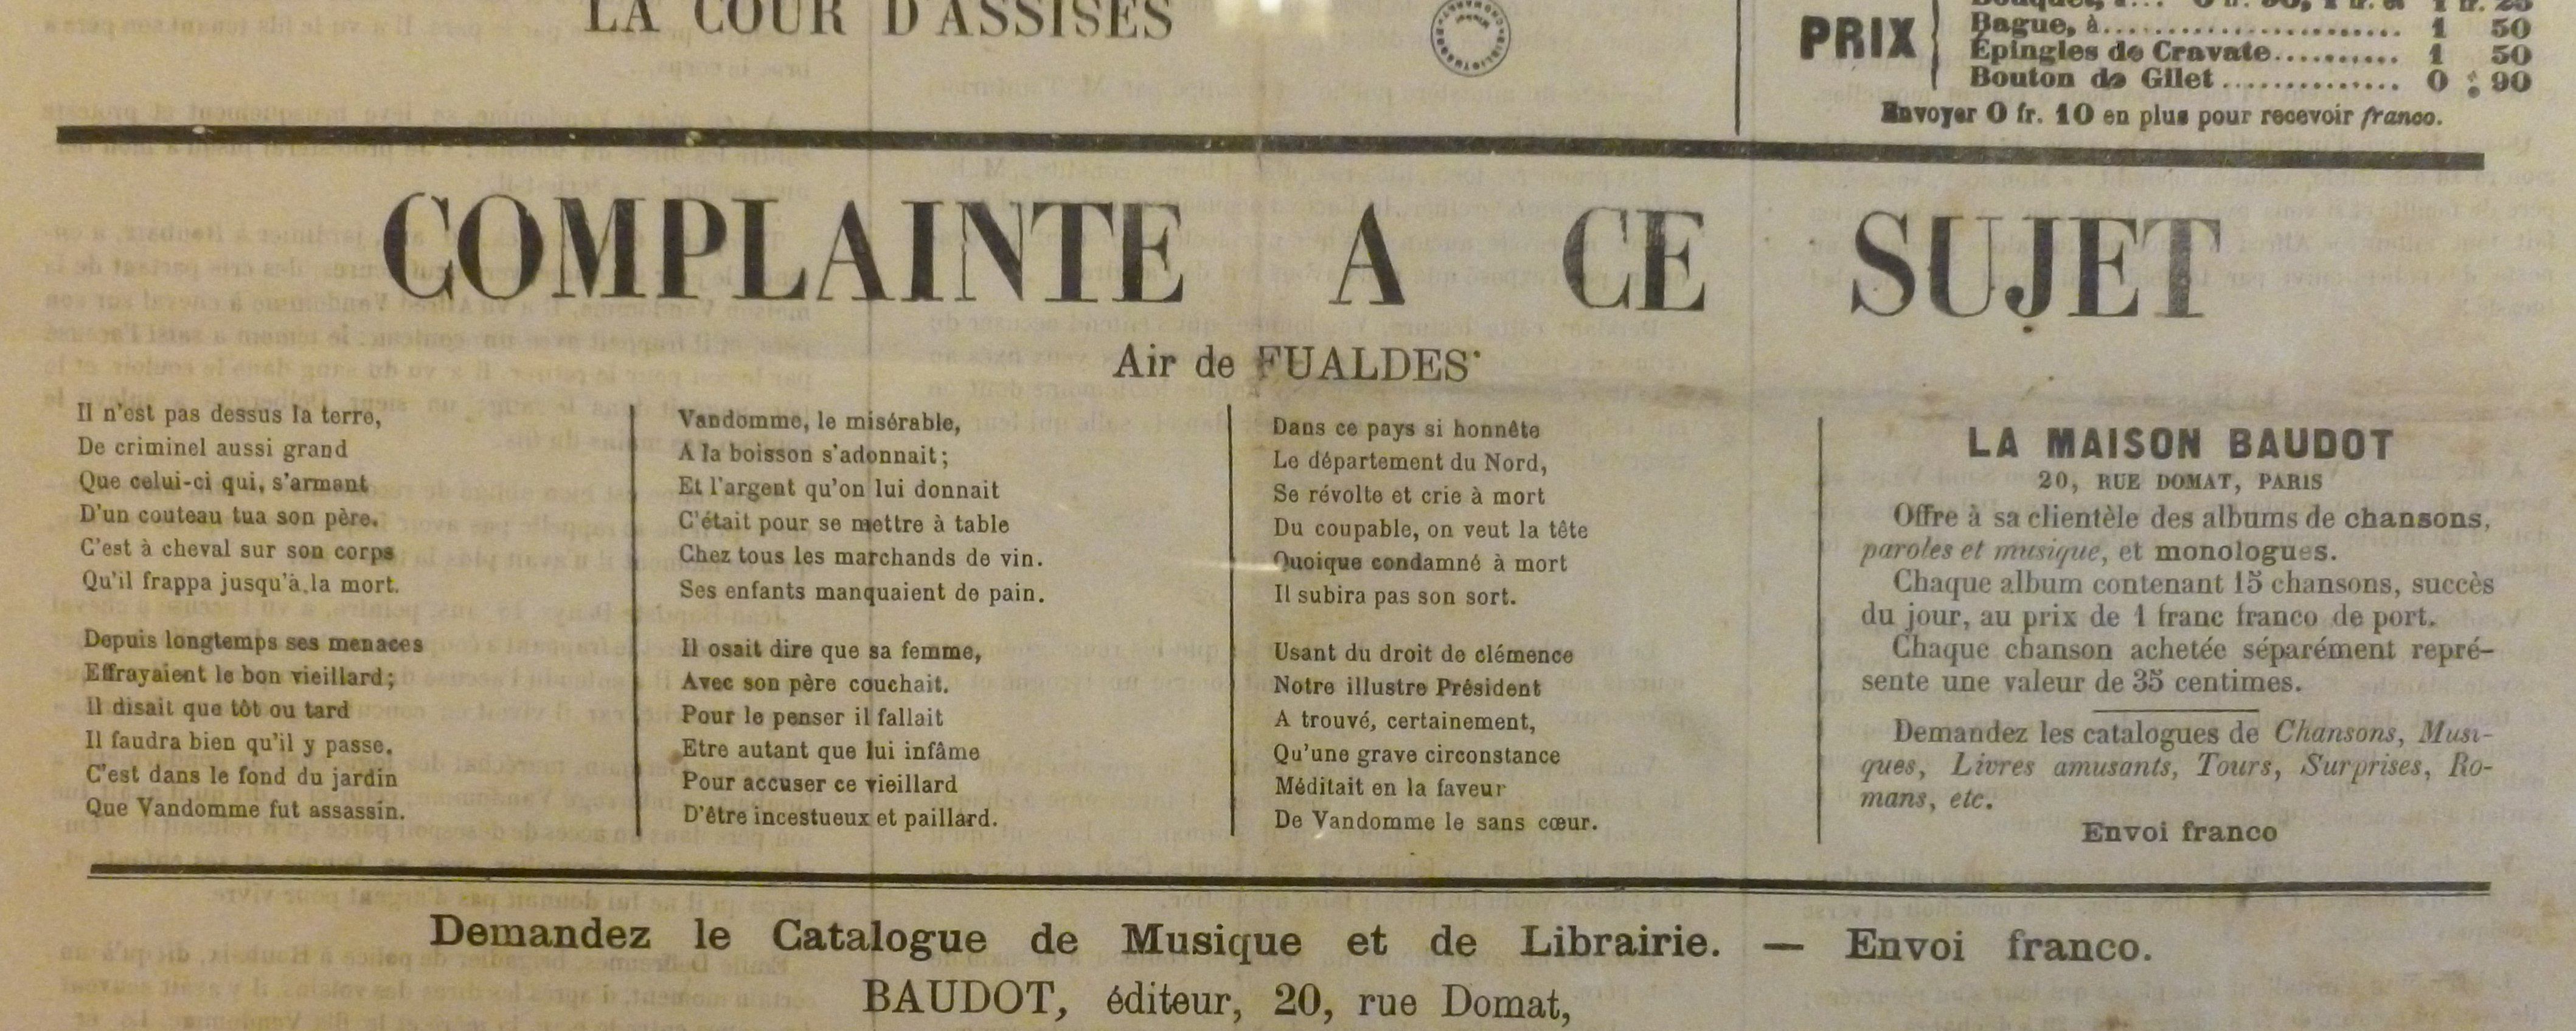 LA COUR D'ASSISES
PRIX
Bouquet, à... 0 fr. 50, 1 fr. & 1 fr. 25
Bague, à........................ 1 50
Épingles de Cravate.......... 1 50
Bouton de Gilet .............. 0 : 90
Envoyer 0 fr. 10 en plus pour recevoir franco.
COMPLAINTE A CE SUJET
Air de FUALDES
Il n'est pas dessus la terre,
De criminel aussi grand
Que celui-ci qui, s'armant
D'un couteau tua son père.
C'est à cheval sur son corps
Qu'il frappa jusqu'à la mort.
Depuis longtemps ses menaces
Effrayaient le bon vieillard;
Il disait que tôt ou tard
Il faudra bien qu'il y passe.
C'est dans le fond du jardin
Que Vandomme fut assassin.
Vandomme, le misérable,
A la boisson s'adonnait;
Et l'argent qu'on lui donnait
C'était pour se mettre à table
Chez tous les marchands de vin.
Ses enfants manquaient de pain.
Il osait dire que sa femme,
Avec son père couchait.
Pour le penser il fallait
Etre autant que lui infâme
Pour accuser ce vieillard
D'être incestueux et paillard.
Dans ce pays si honnête
Le département du Nord,
Se révolte et crie à mort
Du coupable, on veut la tête
Quoique condamné à mort
Il subira pas son sort.
Usant du droit de clémence
Notre illustre Président
A trouvé, certainement,
Qu'une grave circonstance
Méditait en la faveur
De Vandomme le sans cœur.
LA MAISON BAUDOT
20, RUE DOMAT, PARIS
Offre à sa clientèle des albums de chansons,
paroles et musique, et monologues.
Chaque album contenant 15 chansons, succès
du jour, au prix de 1 franc franco de port.
Chaque chanson achetée séparément repré-
sente une valeur de 35 centimes.
Demandez les catalogues de Chansons, Musi-
ques, Livres amusants, Tours, Surprises, Ro-
mans, etc.
Envoi franco
Demandez le Catalogue de Musique et de Librairie. — Envoi franco.
BAUDOT, éditeur, 20, rue Domat,